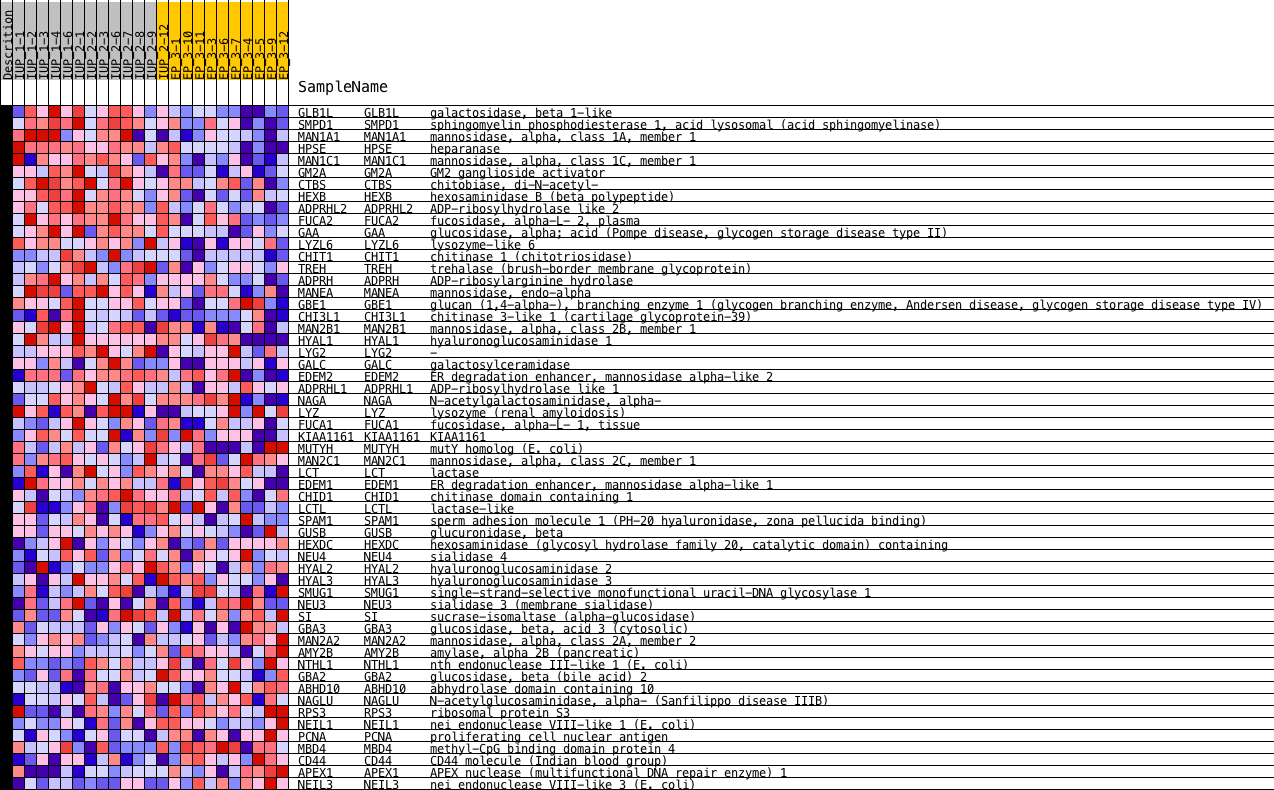 Descrition
IUP_1-1
IUP_1-2
IUP_1-3
IUP_1-4
IUP_1-6
IUP_2-1
IUP_2-2
IUP_2-3
IUP_2-6
IUP_2-7
IUP_2-8
IUP_2-9
IUP_2-12
EP_3-1
EP_3-10
EP_3-11
EP_3-3
EP_3-6
EP_3-7
EP_3-4
EP_3-5
EP_3-9
EP_3-12
SampleName
GLB1L GLB1L galactosidase, beta 1-like
SMPD1 SMPD1 sphingomyelin phosphodiesterase 1, acid lysosomal (acid sphingomyelinase)
MAN1A1 MAN1A1 mannosidase, alpha, class 1A, member 1
HPSE HPSE heparanase
MAN1C1 MAN1C1 mannosidase, alpha, class 1C, member 1
GM2A GM2A GM2 ganglioside activator
CTBS CTBS chitobiase, di-N-acetyl-
HEXB HEXB hexosaminidase B (beta polypeptide)
ADPRHL2 ADPRHL2 ADP-ribosylhydrolase like 2
FUCA2 FUCA2 fucosidase, alpha-L- 2, plasma
GAA GAA glucosidase, alpha; acid (Pompe disease, glycogen storage disease type II)
LYZL6 LYZL6 lysozyme-like 6
CHIT1 CHIT1 chitinase 1 (chitotriosidase)
TREH TREH trehalase (brush-border membrane glycoprotein)
ADPRH ADPRH ADP-ribosylarginine hydrolase
MANEA MANEA mannosidase, endo-alpha
GBE1 GBE1 glucan (1,4-alpha-), branching enzyme 1 (glycogen branching enzyme, Andersen disease, glycogen storage disease type IV)
CHI3L1 CHI3L1 chitinase 3-like 1 (cartilage glycoprotein-39)
MAN2B1 MAN2B1 mannosidase, alpha, class 2B, member 1
HYAL1 HYAL1 hyaluronoglucosaminidase 1
LYG2 LYG2 -
GALC GALC galactosylceramidase
EDEM2 EDEM2 ER degradation enhancer, mannosidase alpha-like 2
ADPRHL1 ADPRHL1 ADP-ribosylhydrolase like 1
NAGA NAGA N-acetylgalactosaminidase, alpha-
LYZ LYZ lysozyme (renal amyloidosis)
FUCA1 FUCA1 fucosidase, alpha-L- 1, tissue
KIAA1161 KIAA1161 KIAA1161
MUTYH MUTYH mutY homolog (E. coli)
MAN2C1 MAN2C1 mannosidase, alpha, class 2C, member 1
LCT LCT lactase
EDEM1 EDEM1 ER degradation enhancer, mannosidase alpha-like 1
CHID1 CHID1 chitinase domain containing 1
LCTL LCTL lactase-like
SPAM1 SPAM1 sperm adhesion molecule 1 (PH-20 hyaluronidase, zona pellucida binding)
GUSB GUSB glucuronidase, beta
HEXDC HEXDC hexosaminidase (glycosyl hydrolase family 20, catalytic domain) containing
NEU4 NEU4 sialidase 4
HYAL2 HYAL2 hyaluronoglucosaminidase 2
HYAL3 HYAL3 hyaluronoglucosaminidase 3
SMUG1 SMUG1 single-strand-selective monofunctional uracil-DNA glycosylase 1
NEU3 NEU3 sialidase 3 (membrane sialidase)
SI SI sucrase-isomaltase (alpha-glucosidase)
GBA3 GBA3 glucosidase, beta, acid 3 (cytosolic)
MAN2A2 MAN2A2 mannosidase, alpha, class 2A, member 2
AMY2B AMY2B amylase, alpha 2B (pancreatic)
NTHL1 NTHL1 nth endonuclease III-like 1 (E. coli)
GBA2 GBA2 glucosidase, beta (bile acid) 2
ABHD10 ABHD10 abhydrolase domain containing 10
NAGLU NAGLU N-acetylglucosaminidase, alpha- (Sanfilippo disease IIIB)
RPS3 RPS3 ribosomal protein S3
NEIL1 NEIL1 nei endonuclease VIII-like 1 (E. coli)
PCNA PCNA proliferating cell nuclear antigen
MBD4 MBD4 methyl-CpG binding domain protein 4
CD44 CD44 CD44 molecule (Indian blood group)
APEX1 APEX1 APEX nuclease (multifunctional DNA repair enzyme) 1
NEIL3 NEIL3 nei endonuclease VIII-like 3 (E. coli)